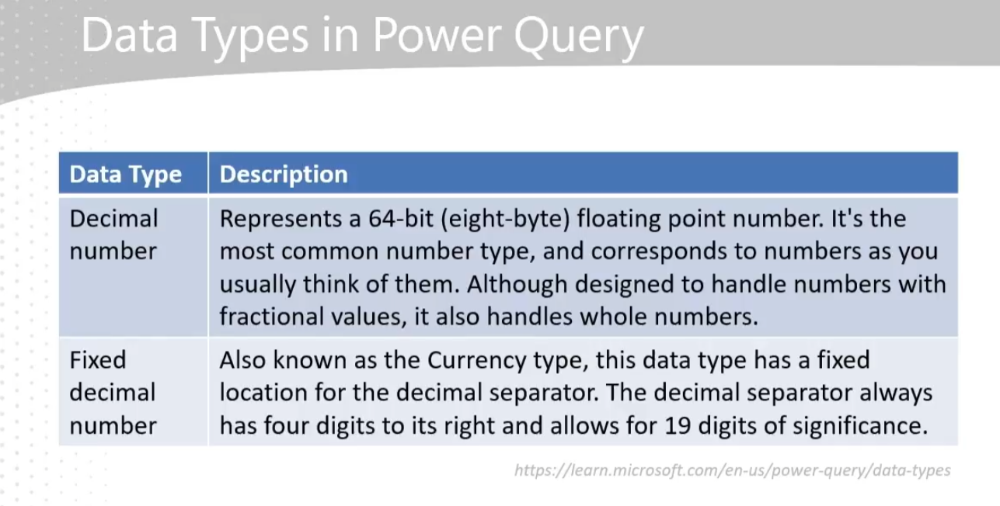 Data Types in Power Query
Data Type Description
Decimal number
Represents a 64-bit (eight-byte) floating point number. It's the
most common number type, and corresponds to numbers as you
usually think of them. Although designed to handle numbers with
fractional values, it also handles whole numbers.
Fixed decimal number
Also known as the Currency type, this data type has a fixed
location for the decimal separator. The decimal separator always
has four digits to its right and allows for 19 digits of significance.
https://learn.microsoft.com/en-us/power-query/data-types